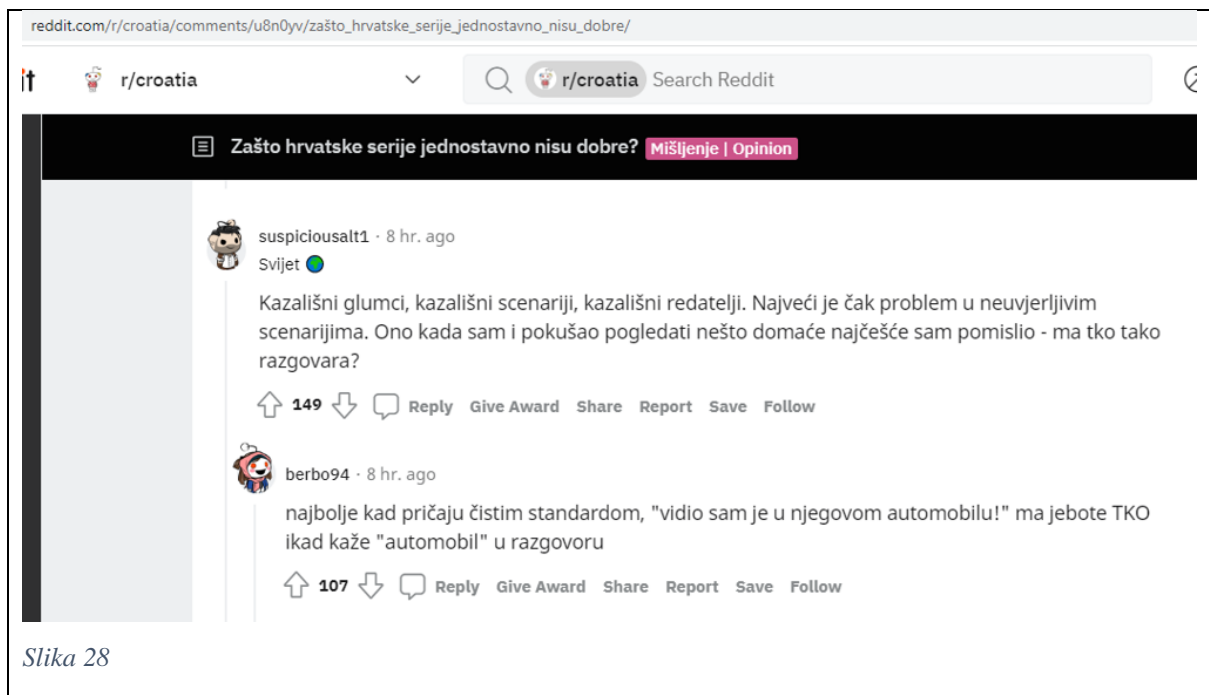 reddit.com/r/croatia/comments/u8n0yv/zašto_hrvatske_serije_jednostavno_nisu_dobre/
it r/croatia r/croatia Search Reddit
Zašto hrvatske serije jednostavno nisu dobre? Mišljenje | Opinion
suspiciousalt1 · 8 hr. ago
Svijet
Kazališni glumci, kazališni scenariji, kazališni redatelji. Najveći je čak problem u neuvjerljivim
scenarijima. Ono kada sam i pokušao pogledati nešto domaće najčešće sam pomislio - ma tko tako
razgovara?
149 Reply Give Award Share Report Save Follow
berbo94 · 8 hr. ago
najbolje kad pričaju čistim standardom, "vidio sam je u njegovom automobilu!" ma jebote TKO
ikad kaže "automobil" u razgovoru
107 Reply Give Award Share Report Save Follow
Slika 28